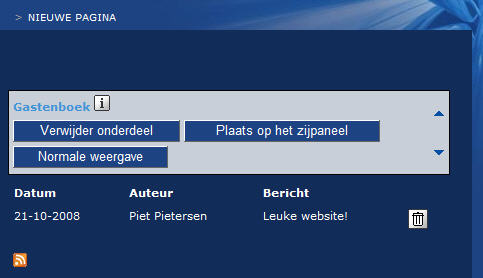 > NIEUWE PAGINA
Gastenboek i
Verwijder onderdeel Plaats op het zijpaneel
Normale weergave
Datum Auteur Bericht
21-10-2008 Piet Pietersen Leuke website!